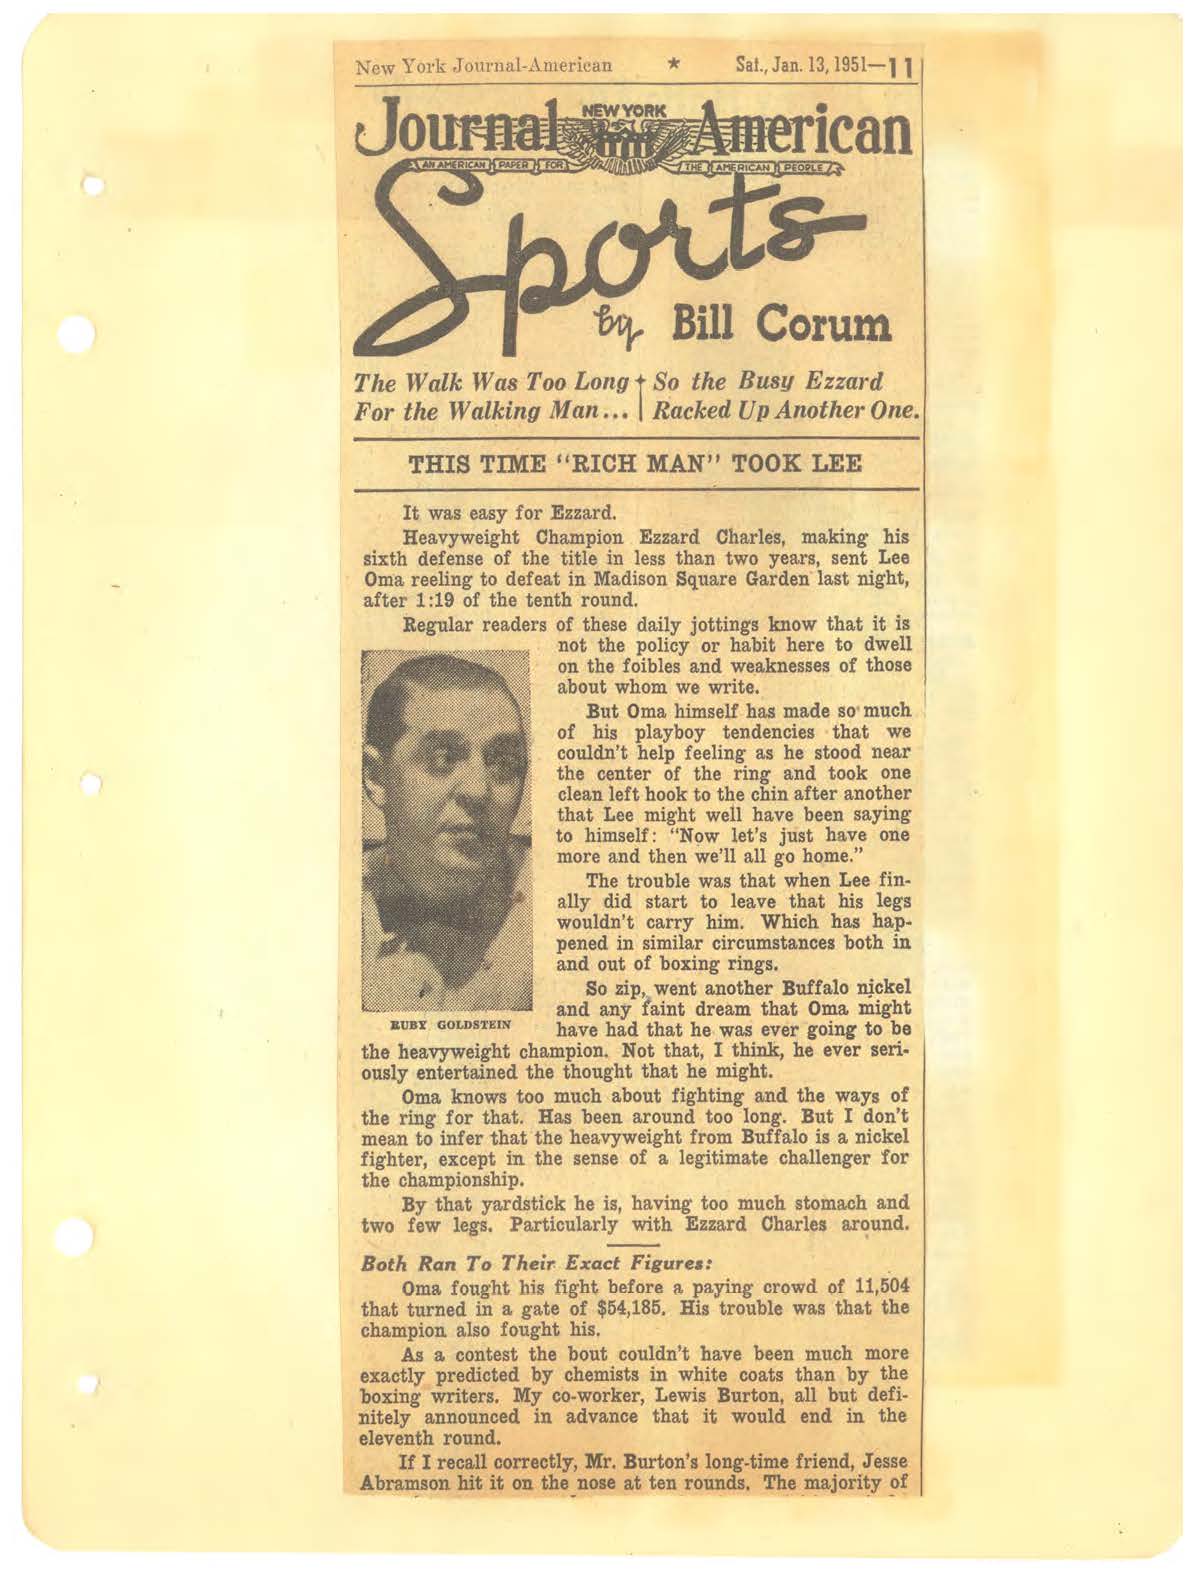 New York Journal-American ★ Sat., Jan. 13, 1951—11
Journal NEW YORK American
AN AMERICAN PAPER FOR THE AMERICAN PEOPLE
Sports
by Bill Corum
The Walk Was Too Long
For the Walking Man...
So the Busy Ezzard
Racked Up Another One.
THIS TIME "RICH MAN" TOOK LEE
It was easy for Ezzard.
Heavyweight Champion Ezzard Charles, making his
sixth defense of the title in less than two years, sent Lee
Oma reeling to defeat in Madison Square Garden last night,
after 1:19 of the tenth round.
Regular readers of these daily jottings know that it is
not the policy or habit here to dwell
on the foibles and weaknesses of those
about whom we write.
But Oma himself has made so much
of his playboy tendencies that we
couldn't help feeling as he stood near
the center of the ring and took one
clean left hook to the chin after another
that Lee might well have been saying
to himself: "Now let's just have one
more and then we'll all go home."
The trouble was that when Lee fin-
ally did start to leave that his legs
wouldn't carry him. Which has hap-
pened in similar circumstances both in
and out of boxing rings.
So zip, went another Buffalo nickel
and any faint dream that Oma might
have had that he was ever going to be
RUBY GOLDSTEIN
the heavyweight champion. Not that, I think, he ever seri-
ously entertained the thought that he might.
Oma knows too much about fighting and the ways of
the ring for that. Has been around too long. But I don't
mean to infer that the heavyweight from Buffalo is a nickel
fighter, except in the sense of a legitimate challenger for
the championship.
By that yardstick he is, having too much stomach and
two few legs. Particularly with Ezzard Charles around.
Both Ran To Their Exact Figures:
Oma fought his fight before a paying crowd of 11,504
that turned in a gate of $54,185. His trouble was that the
champion also fought his.
As a contest the bout couldn't have been much more
exactly predicted by chemists in white coats than by the
boxing writers. My co-worker, Lewis Burton, all but defi-
nitely announced in advance that it would end in the
eleventh round.
If I recall correctly, Mr. Burton's long-time friend, Jesse
Abramson hit it on the nose at ten rounds. The majority of